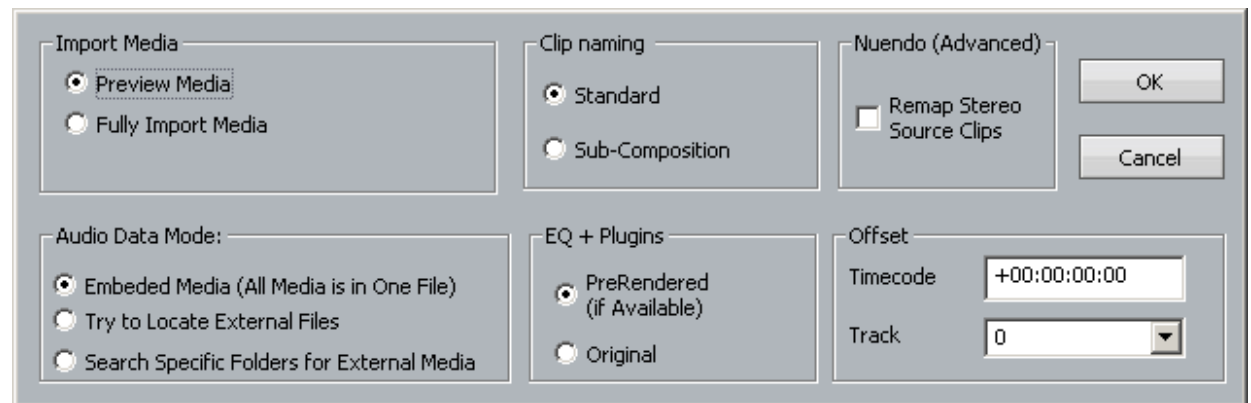 Import Media
Preview Media
Fully Import Media
Clip naming
Standard
Sub-Composition
Nuendo (Advanced)
Remap Stereo
Source Clips
OK
Cancel
Audio Data Mode:
Embeded Media (All Media is in One File)
Try to Locate External Files
Search Specific Folders for External Media
EQ + Plugins
PreRendered
(if Available)
Original
Offset
Timecode +00:00:00:00
Track 0